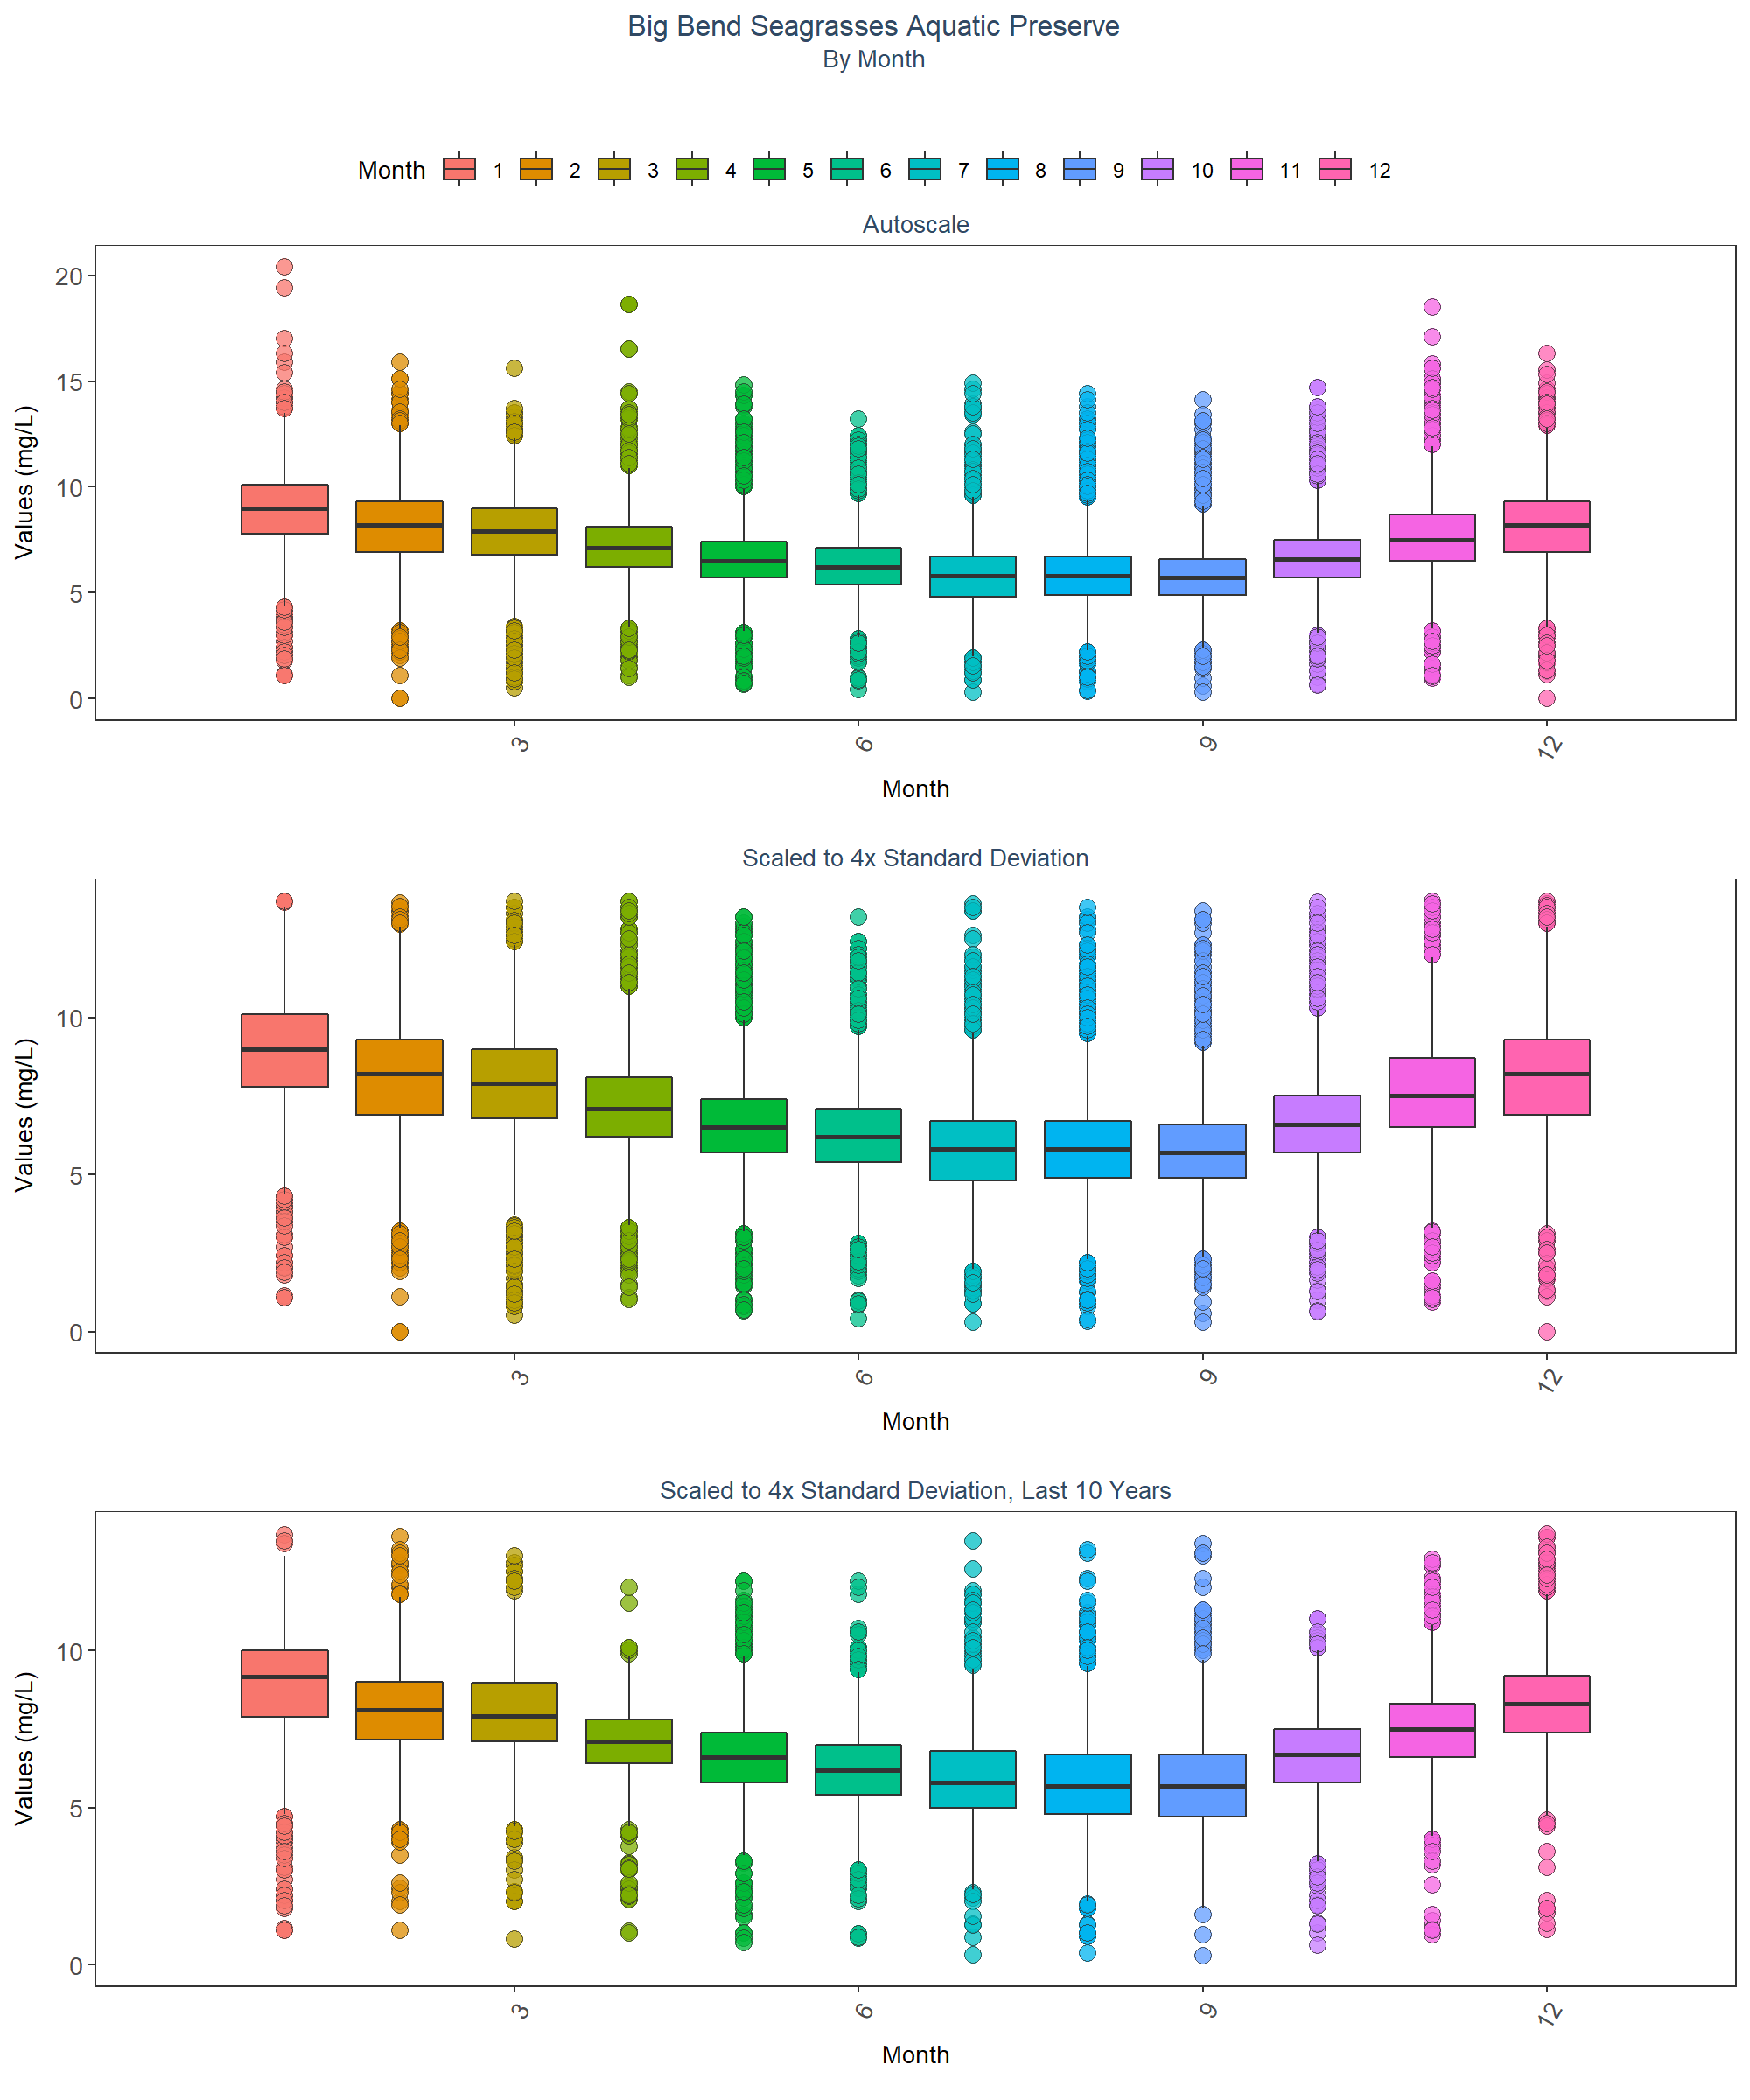 Big Bend Seagrasses Aquatic Preserve
By Month
Month 1 2 3 4 5 6 7 8 9 10 11 12
Autoscale
Values (mg/L)
20
15
10
5
0
3 6 9 12
Month
Scaled to 4x Standard Deviation
Values (mg/L)
10
5
0
3 6 9 12
Month
Scaled to 4x Standard Deviation, Last 10 Years
Values (mg/L)
10
5
0
3 6 9 12
Month